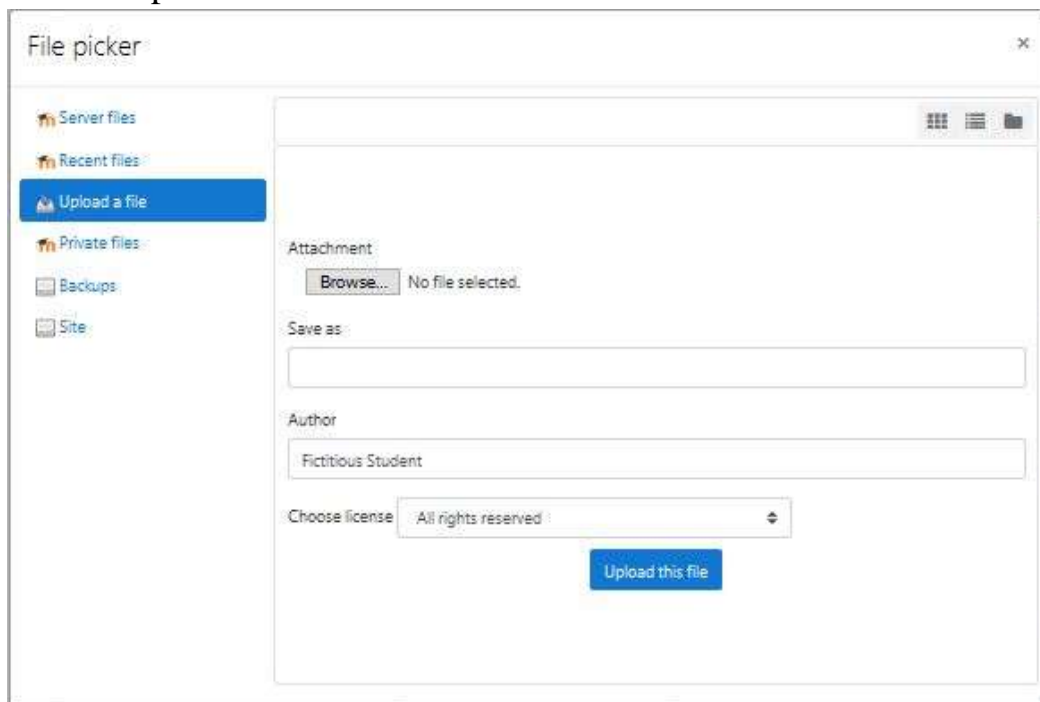 File picker
×
Server files
Recent files
Upload a file
Private files
Backups
Site
Attachment
Browse... No file selected.
Save as
Author
Fictitious Student
Choose license All rights reserved
Upload this file